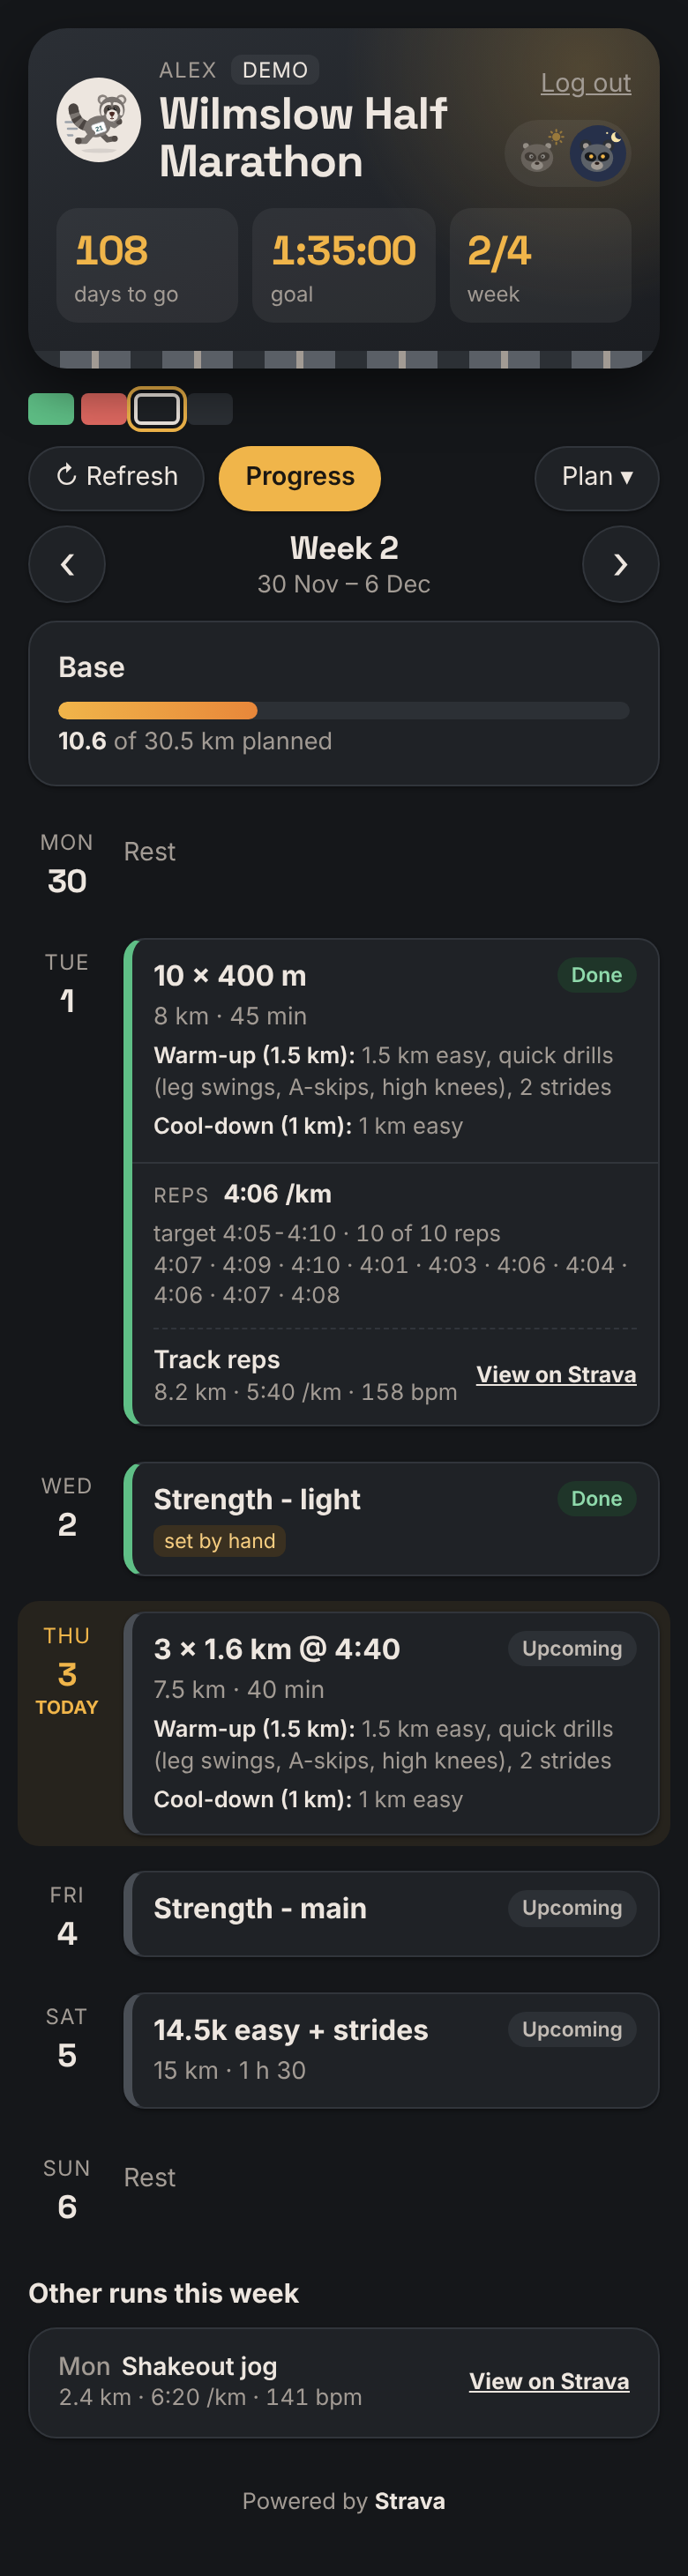 ALEX DEMO
Wilmslow Half
Marathon
Log out
21
108
days to go
1:35:00
goal
2/4
week
↻ Refresh
Progress
Plan ▾
‹
Week 2
30 Nov – 6 Dec
›
Base
10.6 of 30.5 km planned
MON
30
Rest
TUE
1
10 × 400 m
Done
8 km · 45 min
Warm-up (1.5 km): 1.5 km easy, quick drills
(leg swings, A-skips, high knees), 2 strides
Cool-down (1 km): 1 km easy
REPS 4:06 /km
target 4:05-4:10 · 10 of 10 reps
4:07 · 4:09 · 4:10 · 4:01 · 4:03 · 4:06 · 4:04 ·
4:06 · 4:07 · 4:08
Track reps
8.2 km · 5:40 /km · 158 bpm
View on Strava
WED
2
Strength - light
Done
set by hand
THU
3
TODAY
3 × 1.6 km @ 4:40
Upcoming
7.5 km · 40 min
Warm-up (1.5 km): 1.5 km easy, quick drills
(leg swings, A-skips, high knees), 2 strides
Cool-down (1 km): 1 km easy
FRI
4
Strength - main
Upcoming
SAT
5
14.5k easy + strides
Upcoming
15 km · 1 h 30
SUN
6
Rest
Other runs this week
Mon Shakeout jog
2.4 km · 6:20 /km · 141 bpm
View on Strava
Powered by Strava